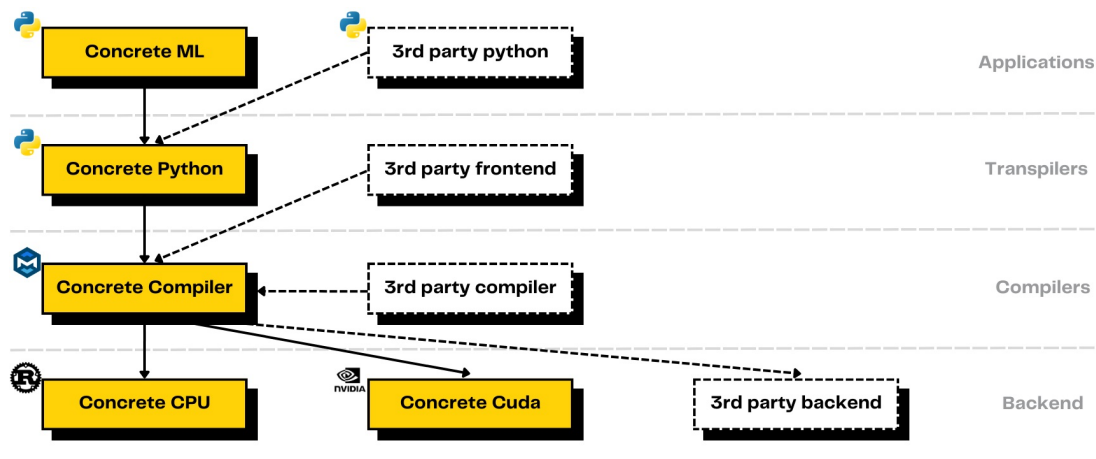 Concrete ML
3rd party python
Applications
Concrete Python
3rd party frontend
Transpilers
M
Concrete Compiler
3rd party compiler
Compilers
R
NVIDIA
Concrete CPU
Concrete Cuda
3rd party backend
Backend